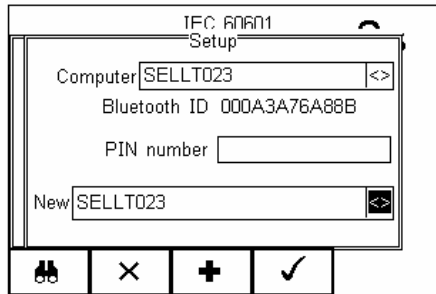 IEC 60601
Setup
Computer SELLT023 <>
Bluetooth ID 000A3A76A88B
PIN number
New SELLT023 <>